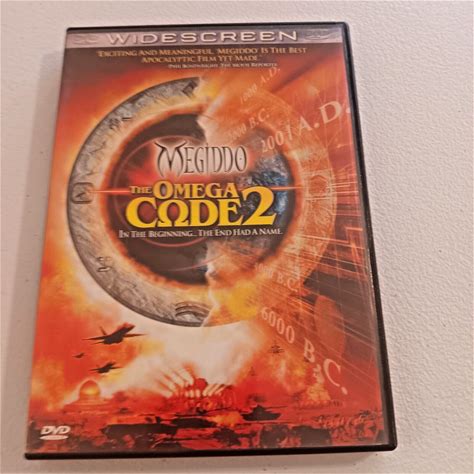 WIDESCREEN
"EXCITING AND MEANINGFUL, 'MEGIDDO' IS THE BEST
APOCALYPTIC FILM YET MADE."
MEGIDDO
THE OMEGA
CODE 2
IN THE BEGINNING... THE END HAD A NAME.
2001 A.D.
6000 B.C.
DVD